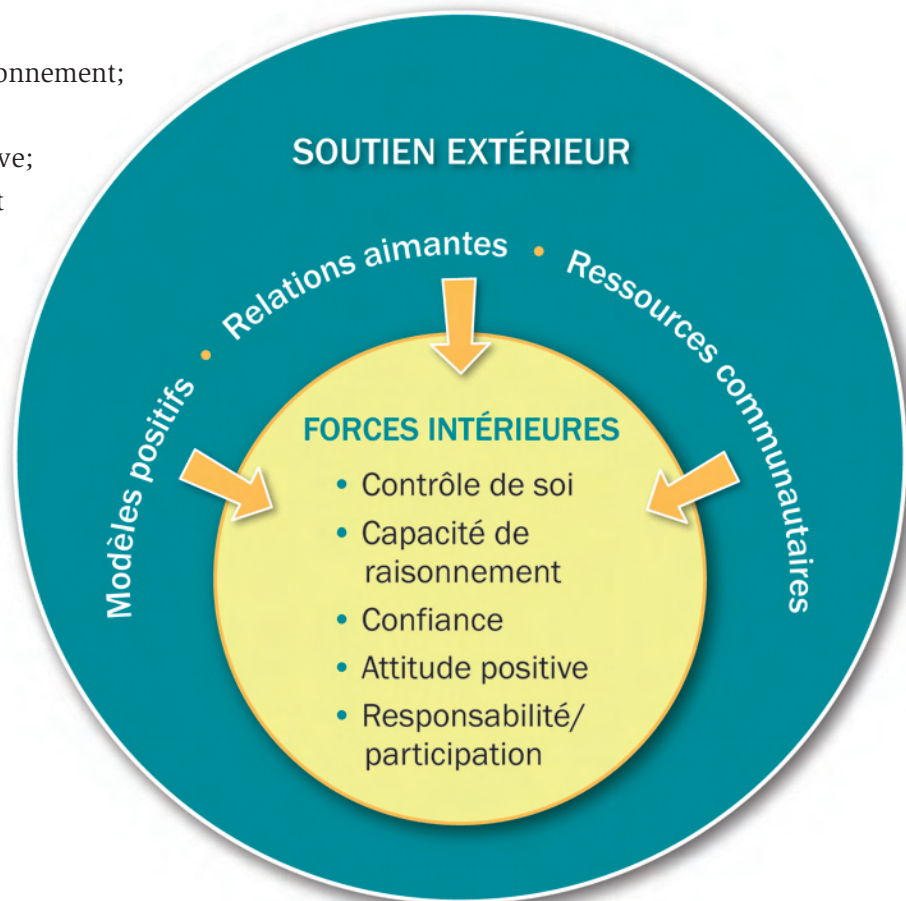 onnement;
ve;
t
SOUTIEN EXTÉRIEUR
Modèles positifs • Relations aimantes • Ressources communautaires
FORCES INTÉRIEURES
• Contrôle de soi
• Capacité de
raisonnement
• Confiance
• Attitude positive
• Responsabilité/
participation